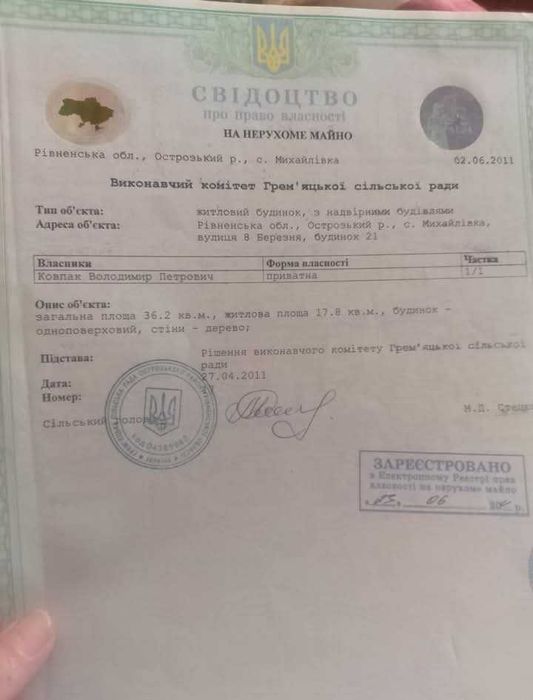 СВІДОЦТВО
про право власності
НА НЕРУХОМЕ МАЙНО
Рівненська обл., Острозький р., с. Михайлівка 02.06.2011
Виконавчий комітет Грем'яцької сільської ради
Тип об'єкта: житловий будинок, з надвірними будівлями
Адреса об'єкта: Рівненська обл., Острозький р., с. Михайлівка,
вулиця 8 Березня, будинок 21
Власники Форма власності Частка
Ковпак Володимир Петрович приватна 1/1
Опис об'єкта:
загальна площа 36.2 кв.м., житлова площа 17.8 кв.м., будинок -
одноповерховий, стіни - дерево;
Підстава: Рішення виконавчого комітету Грем'яцької сільської
ради
Дата: 27.04.2011
Номер:
Сільський М.Д.
ЗАРЕЄСТРОВАНО
в Електронному Реєстрі прав
власності на нерухоме майно
06 р.